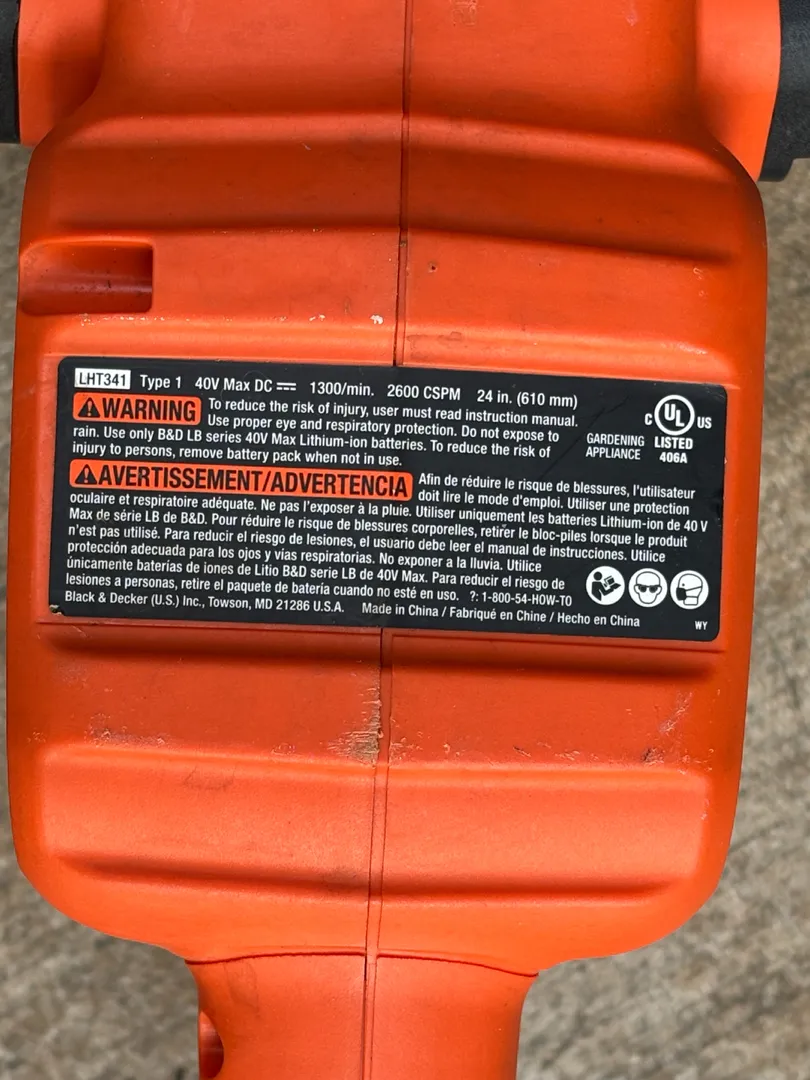 LHT341 Type 1 40V Max DC 1300/min. 2600 CSPM 24 in. (610 mm)
WARNING To reduce the risk of injury, user must read instruction manual.
Use proper eye and respiratory protection. Do not expose to
rain. Use only B&D LB series 40V Max Lithium-ion batteries. To reduce the risk of
injury to persons, remove battery pack when not in use.
GARDENING
APPLIANCE
C UL US
LISTED
406A
AVERTISSEMENT/ADVERTENCIA Afin de réduire le risque de blessures, l'utilisateur
doit lire le mode d'emploi. Utiliser une protection
oculaire et respiratoire adéquate. Ne pas l'exposer à la pluie. Utiliser uniquement les batteries Lithium-ion de 40 V
Max de série LB de B&D. Pour réduire le risque de blessures corporelles, retirer le bloc-piles lorsque le produit
n'est pas utilisé. Para reducir el riesgo de lesiones, el usuario debe leer el manual de instrucciones. Utilice
protección adecuada para los ojos y vías respiratorias. No exponer a la lluvia. Utilice
únicamente baterías de iones de Litio B&D serie LB de 40V Max. Para reducir el riesgo de
lesiones a personas, retire el paquete de batería cuando no esté en uso. ?: 1-800-54-HOW-TO
Black & Decker (U.S.) Inc., Towson, MD 21286 U.S.A. Made in China / Fabriqué en Chine / Hecho en China
WY